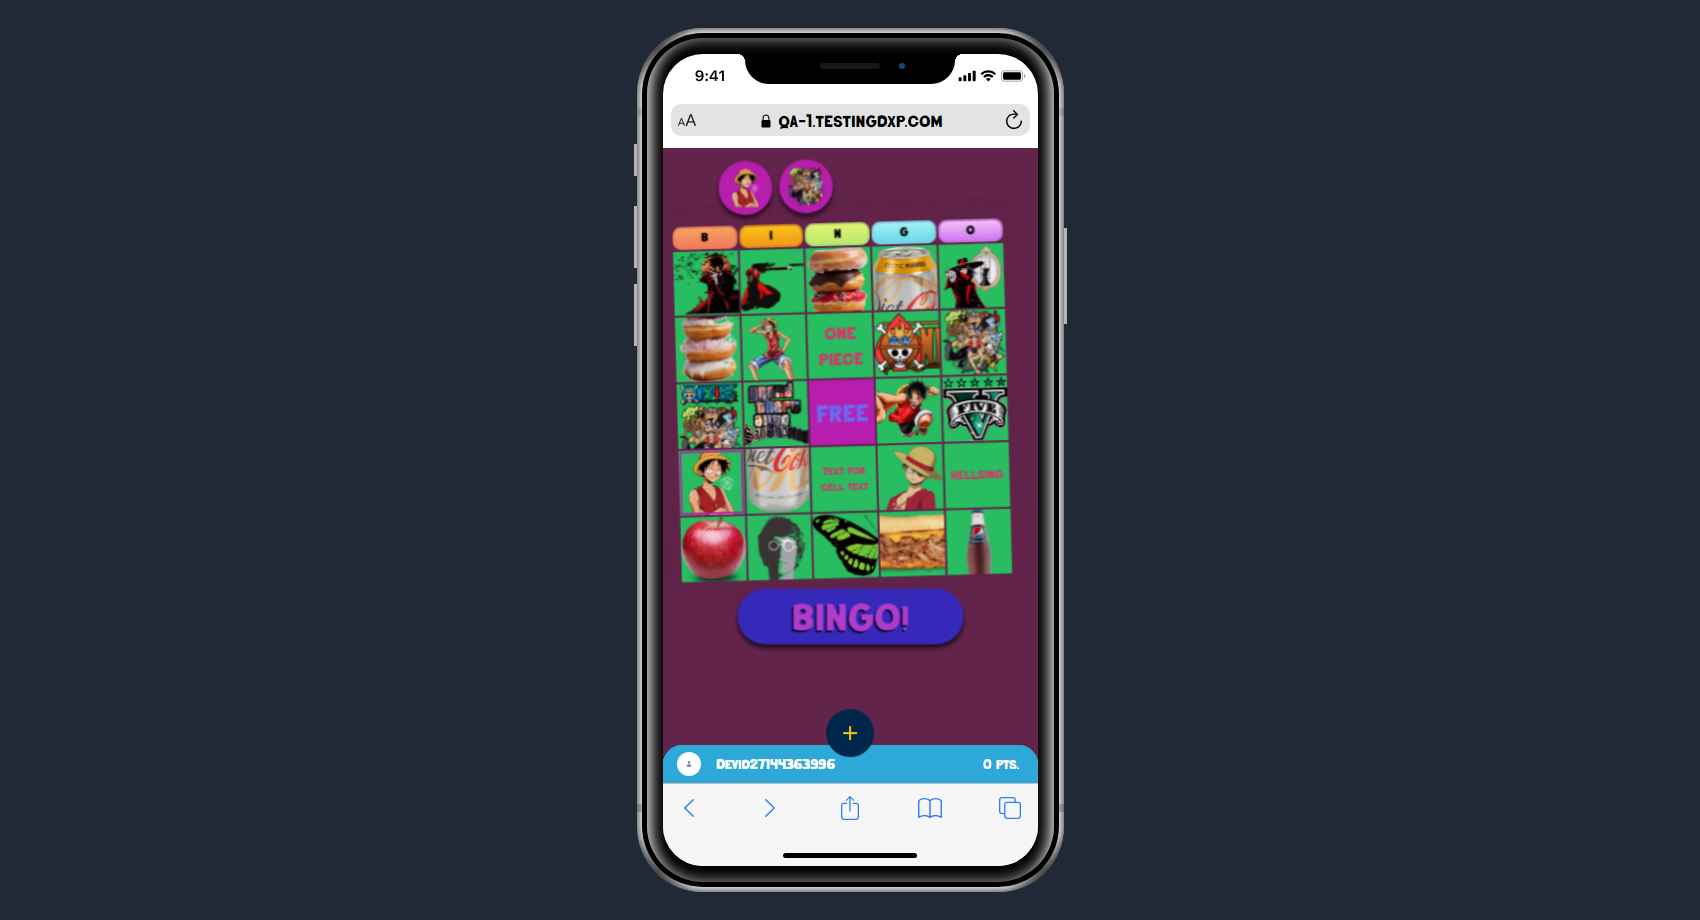 9:41
AA
QA-1.TESTINGDXP.COM
B I N G O
ONE
PIECE
FREE
FIVE
TEXT FOR
CELL TEXT
HELLSING
BINGO!
+
DEVID27144363996
0 PTS.